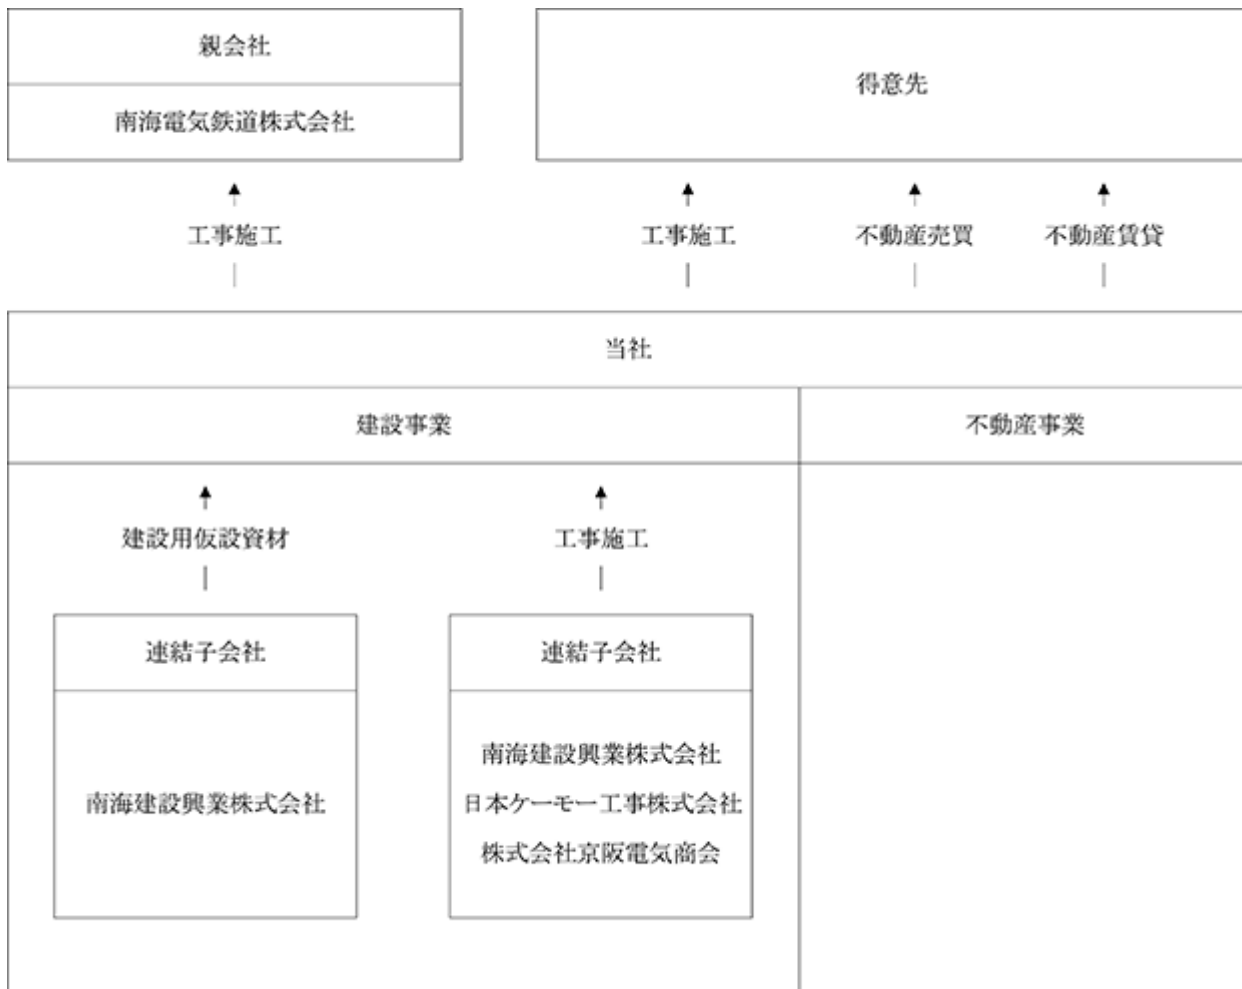 親会社
南海電気鉄道株式会社
得意先
工事施工
工事施工
不動産売買
不動産賃貸
当社
建設事業
不動産事業
建設用仮設資材
工事施工
連結子会社
南海建設興業株式会社
連結子会社
南海建設興業株式会社
日本ケーモー工事株式会社
株式会社京阪電気商会